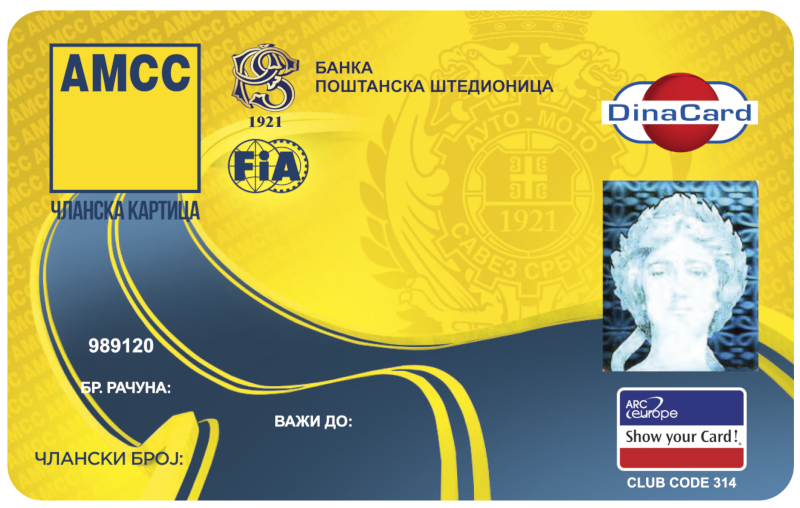 АМСС
ЧЛАНСКА КАРТИЦА
1921
FiA
БАНКА
ПОШТАНСКА ШТЕДИОНИЦА
DinaCard
АУТО - МОТО
1921
САВЕЗ СРБИЈЕ
989120
БР. РАЧУНА:
ВАЖИ ДО:
ЧЛАНСКИ БРОЈ:
ARC
europe
Show your Card!
CLUB CODE 314